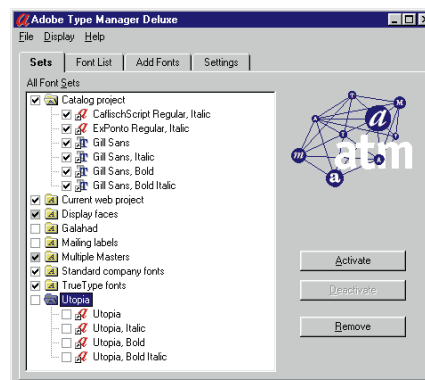 Adobe Type Manager Deluxe
File Display Help
Sets Font List Add Fonts Settings
All Font Sets
Catalog project
CaflischScript Regular, Italic
ExPonto Regular, Italic
Gill Sans
Gill Sans, Italic
Gill Sans, Bold
Gill Sans, Bold Italic
Current web project
Display faces
Galahad
Mailing labels
Multiple Masters
Standard company fonts
TrueType fonts
Utopia
Utopia
Utopia, Italic
Utopia, Bold
Utopia, Bold Italic
atm
Activate
Deactivate
Remove